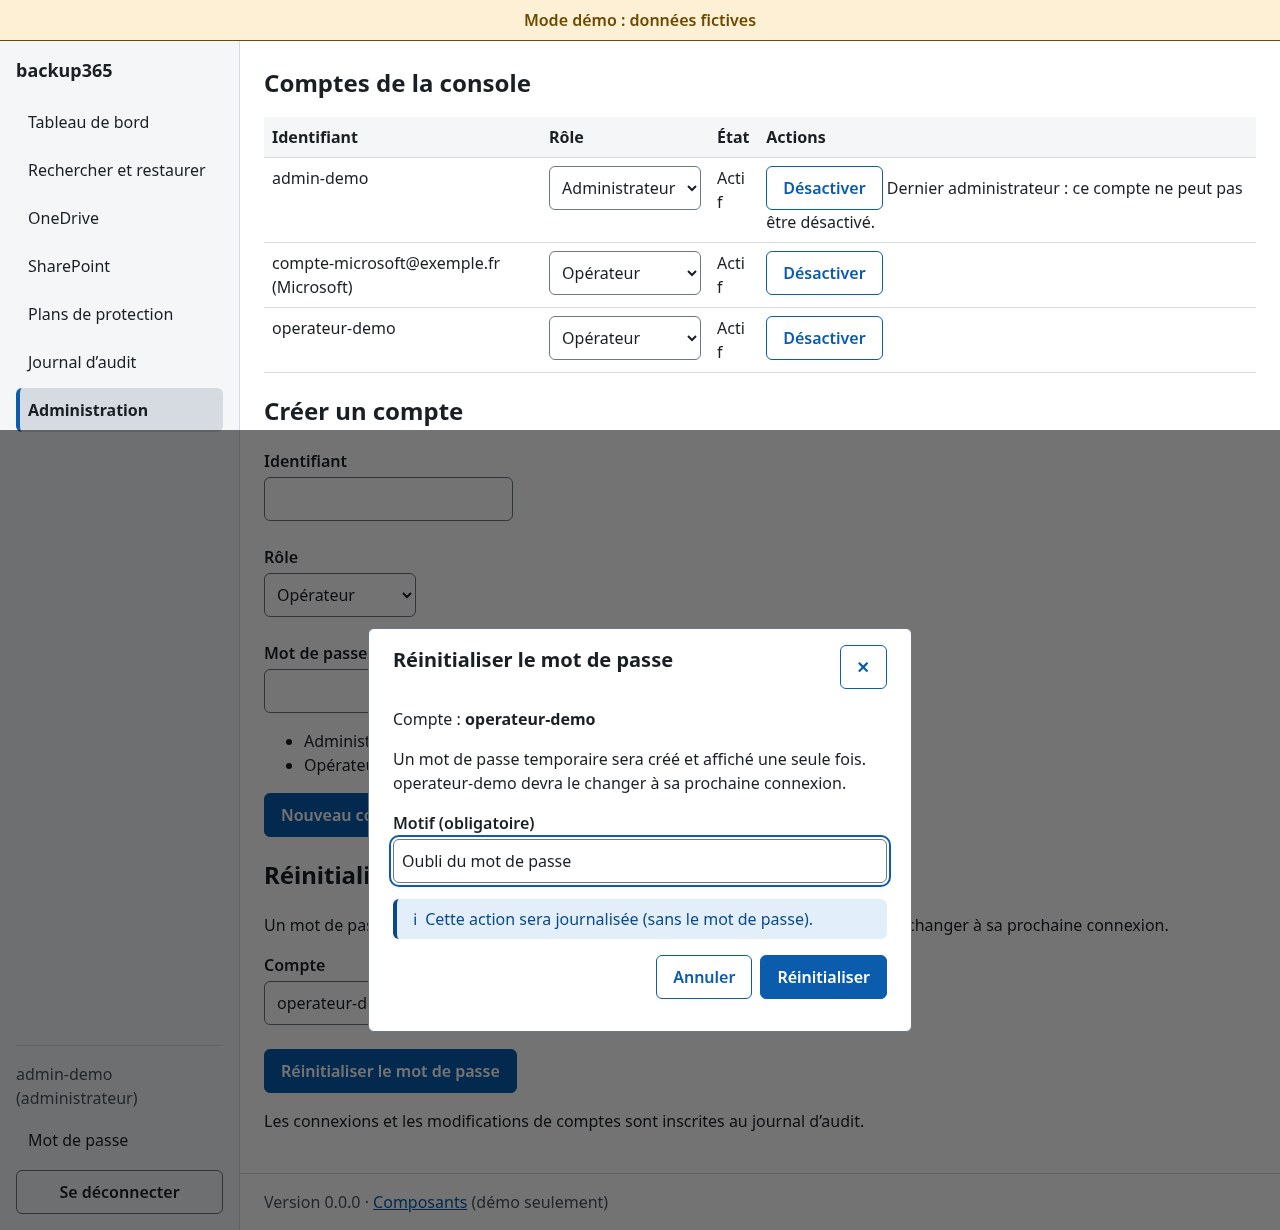 Mode démo : données fictives
backup365
Tableau de bord
Rechercher et restaurer
OneDrive
SharePoint
Plans de protection
Journal d’audit
Administration
admin-demo
(administrateur)
Mot de passe
Se déconnecter
Comptes de la console
Identifiant Rôle État Actions
admin-demo Administrateur Acti Désactiver Dernier administrateur : ce compte ne peut pas
f être désactivé.
compte-microsoft@exemple.fr Opérateur Acti Désactiver
(Microsoft) f
operateur-demo Opérateur Acti Désactiver
f
Créer un compte
Identifiant
Rôle
Opérateur
Mot de passe
Administ
Opérateu
Nouveau co
Réinitiali
Un mot de pas changer à sa prochaine connexion.
Compte
operateur-d
Réinitialiser le mot de passe
Les connexions et les modifications de comptes sont inscrites au journal d’audit.
Version 0.0.0 · Composants (démo seulement)
Réinitialiser le mot de passe
×
Compte : operateur-demo
Un mot de passe temporaire sera créé et affiché une seule fois.
operateur-demo devra le changer à sa prochaine connexion.
Motif (obligatoire)
Oubli du mot de passe
i Cette action sera journalisée (sans le mot de passe).
Annuler Réinitialiser